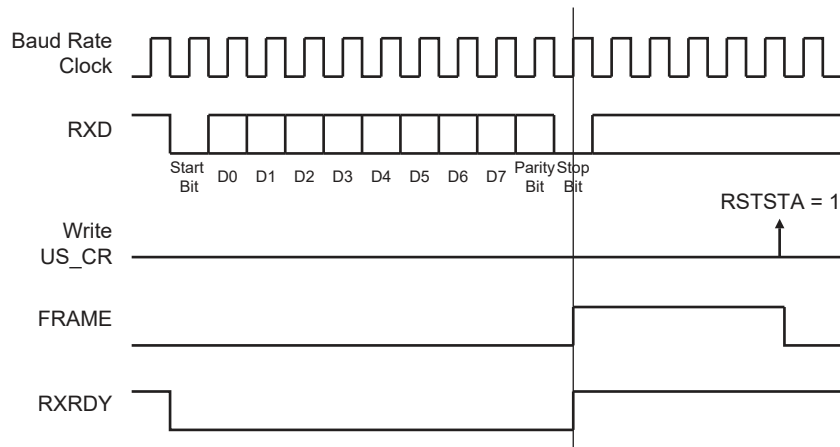 Baud Rate
Clock
RXD
Start
Bit
D0
D1
D2
D3
D4
D5
D6
D7
Parity
Bit
Stop
Bit
RSTSTA = 1
Write
US_CR
FRAME
RXRDY